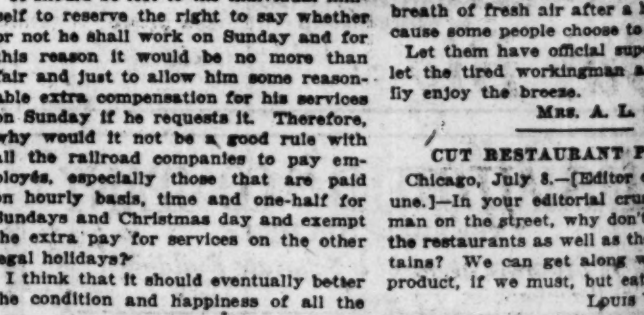 self to reserve the right to say whether
or not he shall work on Sunday and for
this reason it would be no more than
fair and just to allow him some reason-
able extra compensation for his services
on Sunday if he requests it. Therefore,
why would it not be a good rule with
all the railroad companies to pay em-
ployés, especially those that are paid
on hourly basis, time and one-half for
Sundays and Christmas day and exempt
the extra pay for services on the other
legal holidays?
I think that it should eventually better
the condition and happiness of all the
breath of fresh air after a
cause some people choose to
Let them have official
let the tired workingman
fly enjoy the breeze.
MRS. A. L.
CUT RESTAURANT
Chicago, July 8.—[Editor
une.]—In your editorial
man on the street, why don't
the restaurants as well as
tains? We can get along
product, if we must, but
LOUIS